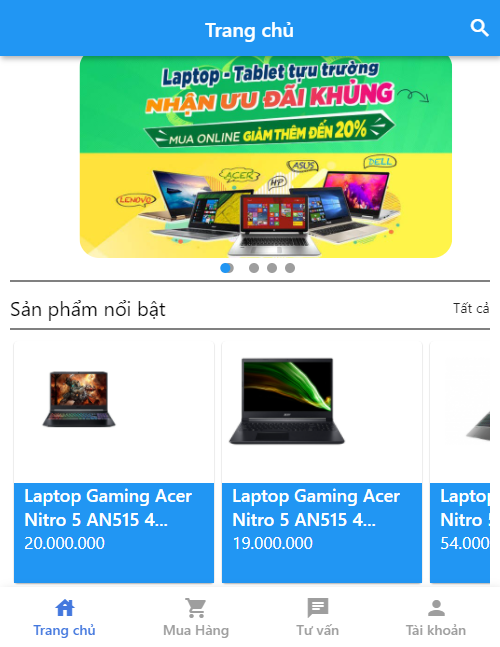 Trang chủ
Laptop - Tablet tựu trường
NHẬN ƯU ĐÃI KHỦNG
MUA ONLINE GIẢM THÊM ĐẾN 20%
LENOVO
ACER
HP
ASUS
DELL
Sản phẩm nổi bật
Tất cả
Laptop Gaming Acer
Nitro 5 AN515 4...
20.000.000
Laptop Gaming Acer
Nitro 5 AN515 4...
19.000.000
Laptop
Nitro 5
54.000
Trang chủ
Mua Hàng
Tư vấn
Tài khoản